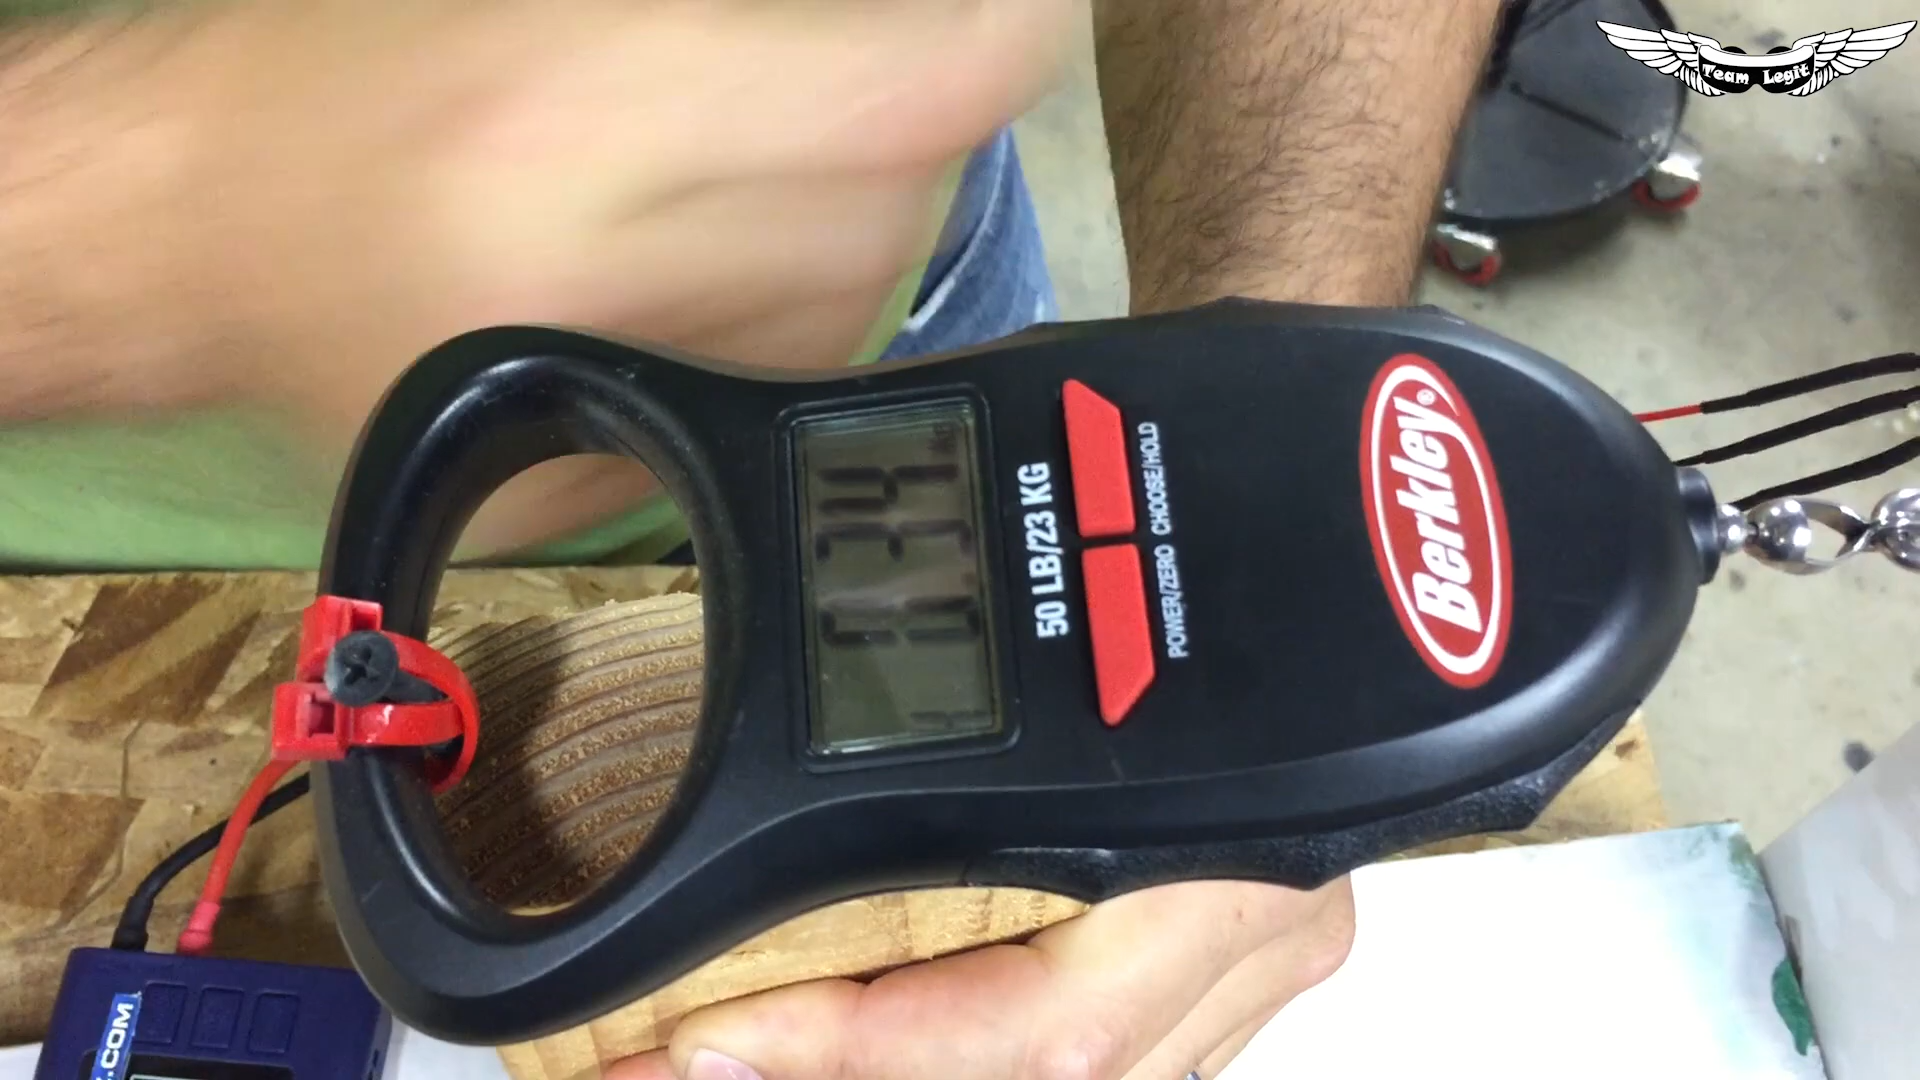 Team Legit
50 LB/23 KG
POWER/ZERO CHOOSE/HOLD
Berkley®
.COM